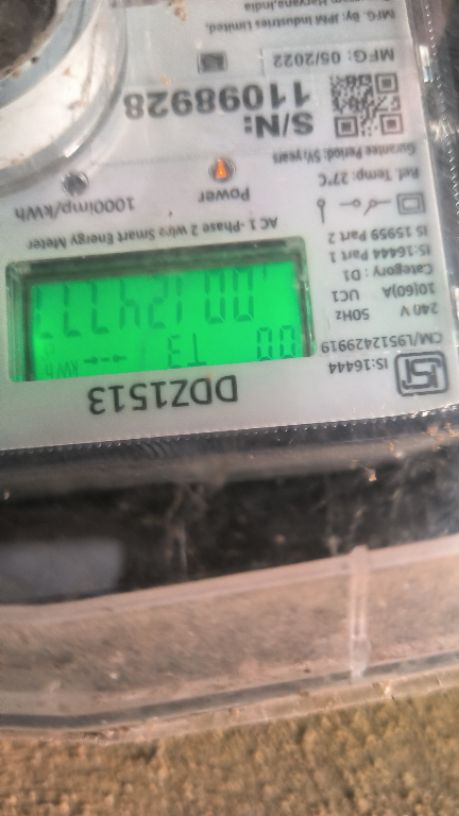 DDZ1513
IS:16444
CM/L9512429919
240 V 50Hz
10(60)A UC1
Category : D1
IS:16444 Part 1
IS 15959 Part 2
00 T3 kWh
AC 1-Phase 2 wire Smart Energy Meter
Power
1000imp/kWh
Ref. Temp: 27°C
Gurantee Period: 5½ years
S/N:
11098928
MFG: 05/2022
MFG. By: JPM Industries Limited.
Haryana, India